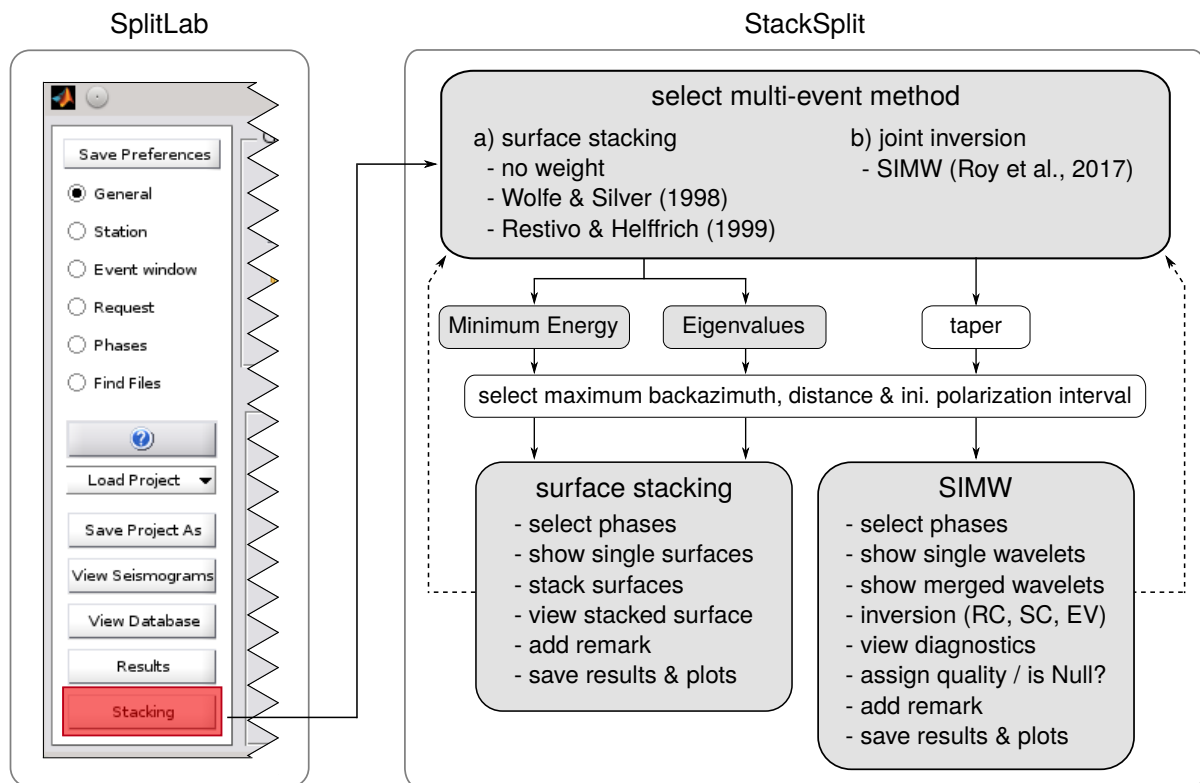 SplitLab
Save Preferences
General
Station
Event window
Request
Phases
Find Files
?
Load Project
Save Project As
View Seismograms
View Database
Results
Stacking
StackSplit
select multi-event method
a) surface stacking
- no weight
- Wolfe & Silver (1998)
- Restivo & Helffrich (1999)
b) joint inversion
- SIMW (Roy et al., 2017)
Minimum Energy
Eigenvalues
taper
select maximum backazimuth, distance & ini. polarization interval
surface stacking
- select phases
- show single surfaces
- stack surfaces
- view stacked surface
- add remark
- save results & plots
SIMW
- select phases
- show single wavelets
- show merged wavelets
- inversion (RC, SC, EV)
- view diagnostics
- assign quality / is Null?
- add remark
- save results & plots